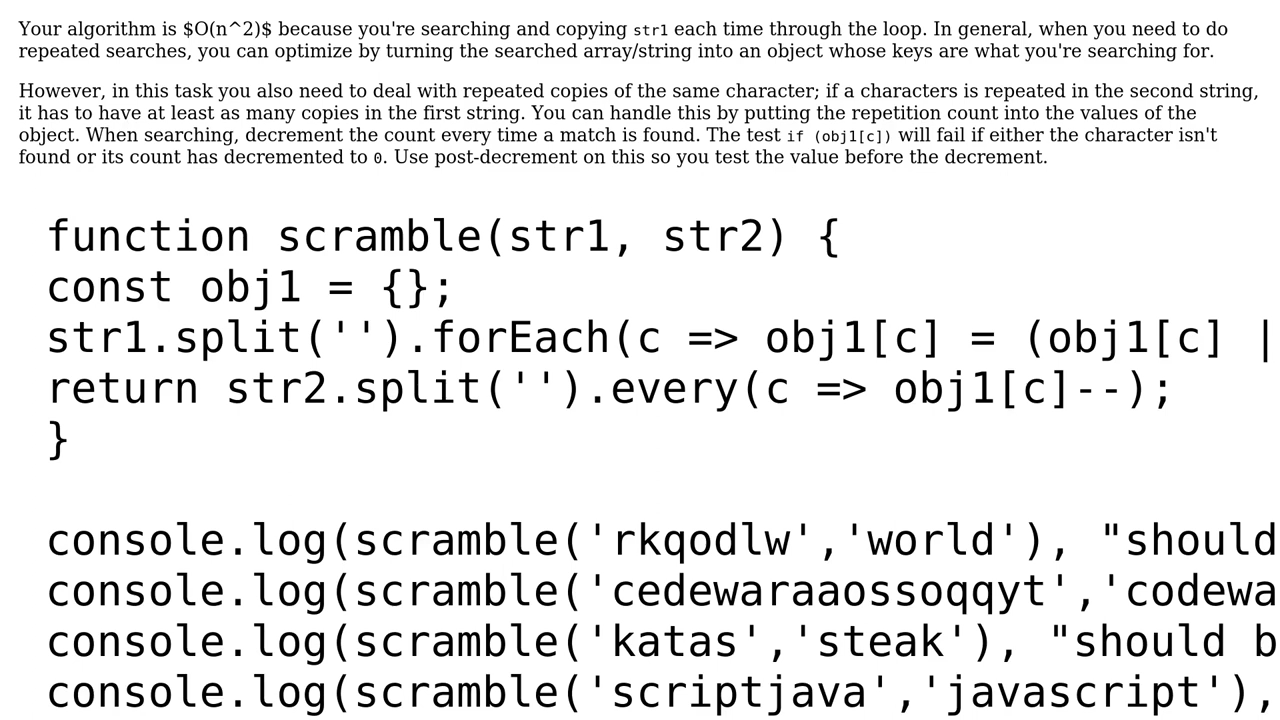 Your algorithm is $O(n^2)$ because you're searching and copying str1 each time through the loop. In general, when you need to do
repeated searches, you can optimize by turning the searched array/string into an object whose keys are what you're searching for.
However, in this task you also need to deal with repeated copies of the same character; if a characters is repeated in the second string,
it has to have at least as many copies in the first string. You can handle this by putting the repetition count into the values of the
object. When searching, decrement the count every time a match is found. The test if (obj1[c]) will fail if either the character isn't
found or its count has decremented to 0. Use post-decrement on this so you test the value before the decrement.
function scramble(str1, str2) {
const obj1 = {};
str1.split('').forEach(c => obj1[c] = (obj1[c] |
return str2.split('').every(c => obj1[c]--);
}
console.log(scramble('rkqodlw','world'), "should
console.log(scramble('cedewaraaossoqqyt','codewa
console.log(scramble('katas','steak'), "should b
console.log(scramble('scriptjava','javascript'),